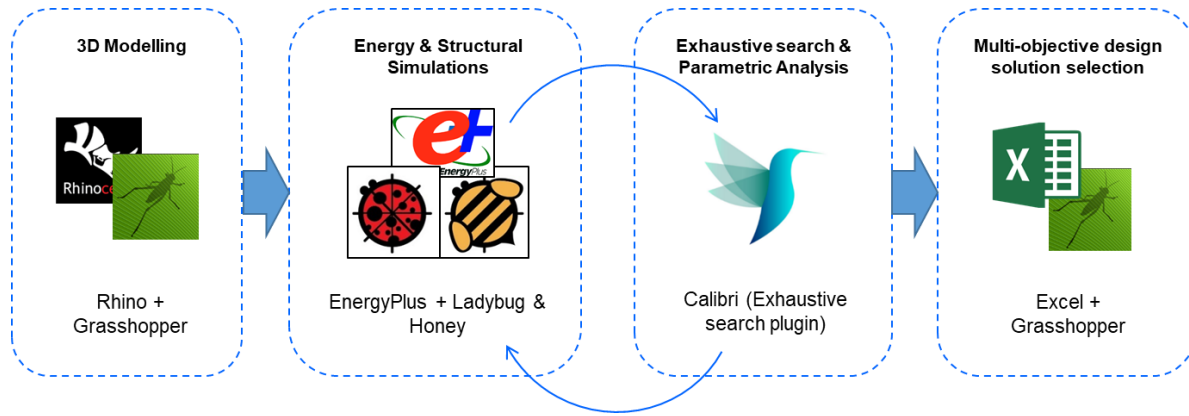 3D Modelling
Rhinoce
Rhino +
Grasshopper
Energy & Structural
Simulations
e+
EnergyPlus
EnergyPlus + Ladybug &
Honey
Exhaustive search &
Parametric Analysis
Calibri (Exhaustive
search plugin)
Multi-objective design
solution selection
X
Excel +
Grasshopper